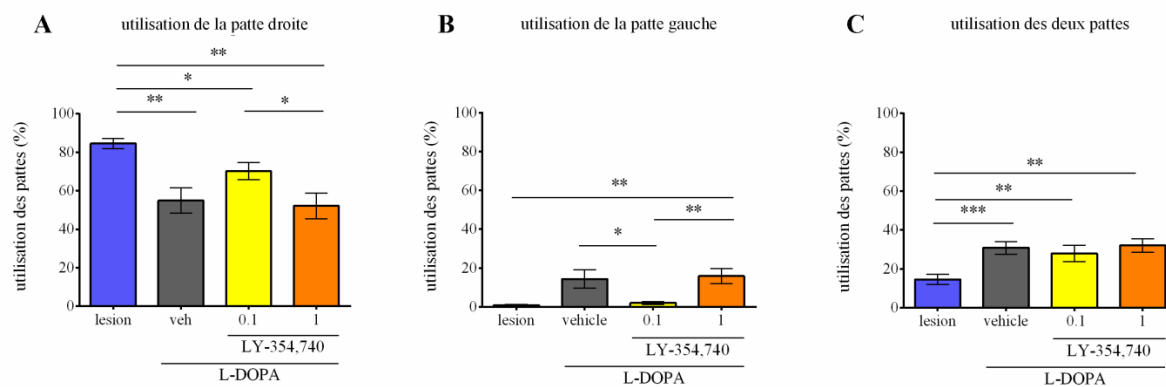 A utilisation de la patte droite
**
*
** *
utilisation des pattes (%)
100
80
60
40
20
0
lesion veh 0.1 1
LY-354,740
L-DOPA
B utilisation de la patte gauche
utilisation des pattes (%)
100
80
60
40
20
0
**
**
*
lesion vehicle 0.1 1
LY-354,740
L-DOPA
C utilisation des deux pattes
utilisation des pattes (%)
100
80
60
40
20
0
**
**
***
lesion vehicle 0.1 1
LY-354,740
L-DOPA